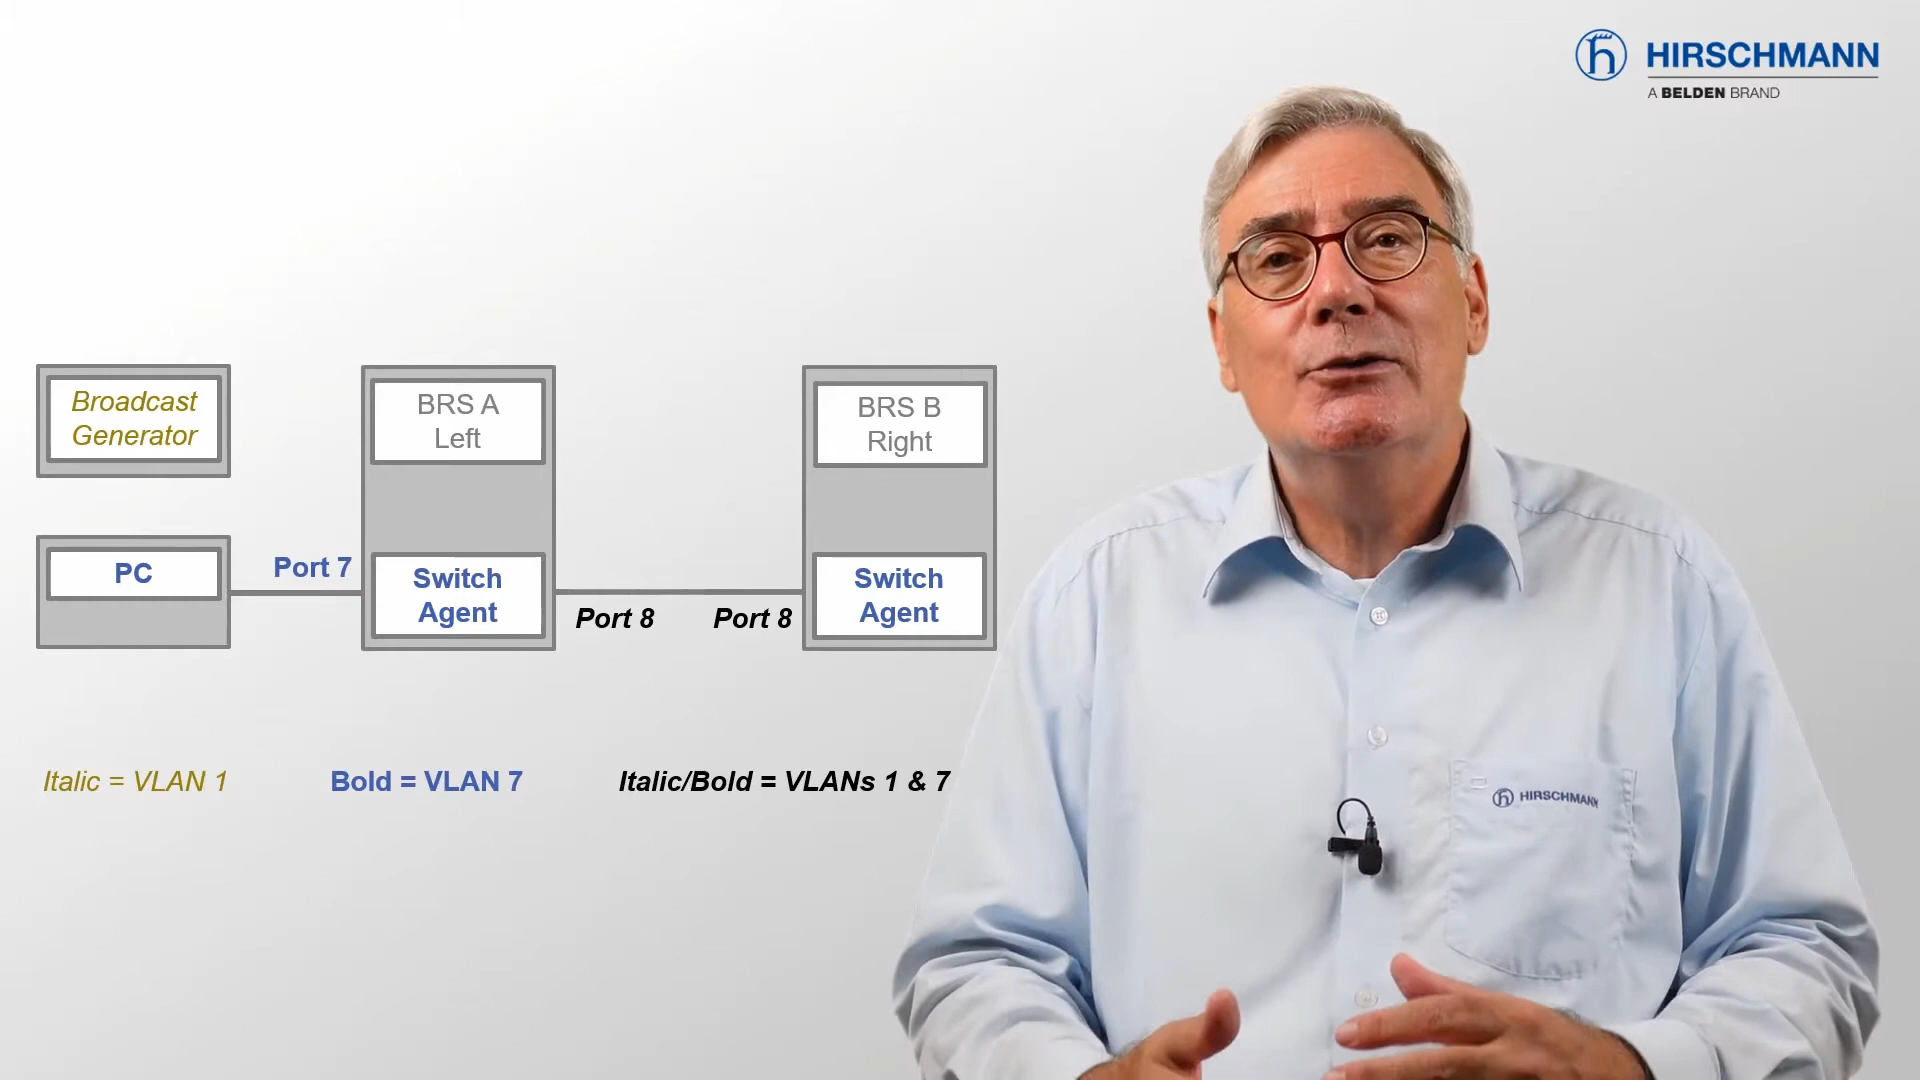 HIRSCHMANN
A BELDEN BRAND
Broadcast
Generator
BRS A
Left
BRS B
Right
PC
Port 7
Switch
Agent
Port 8
Port 8
Switch
Agent
Italic = VLAN 1
Bold = VLAN 7
Italic/Bold = VLANs 1 & 7
HIRSCHMANN